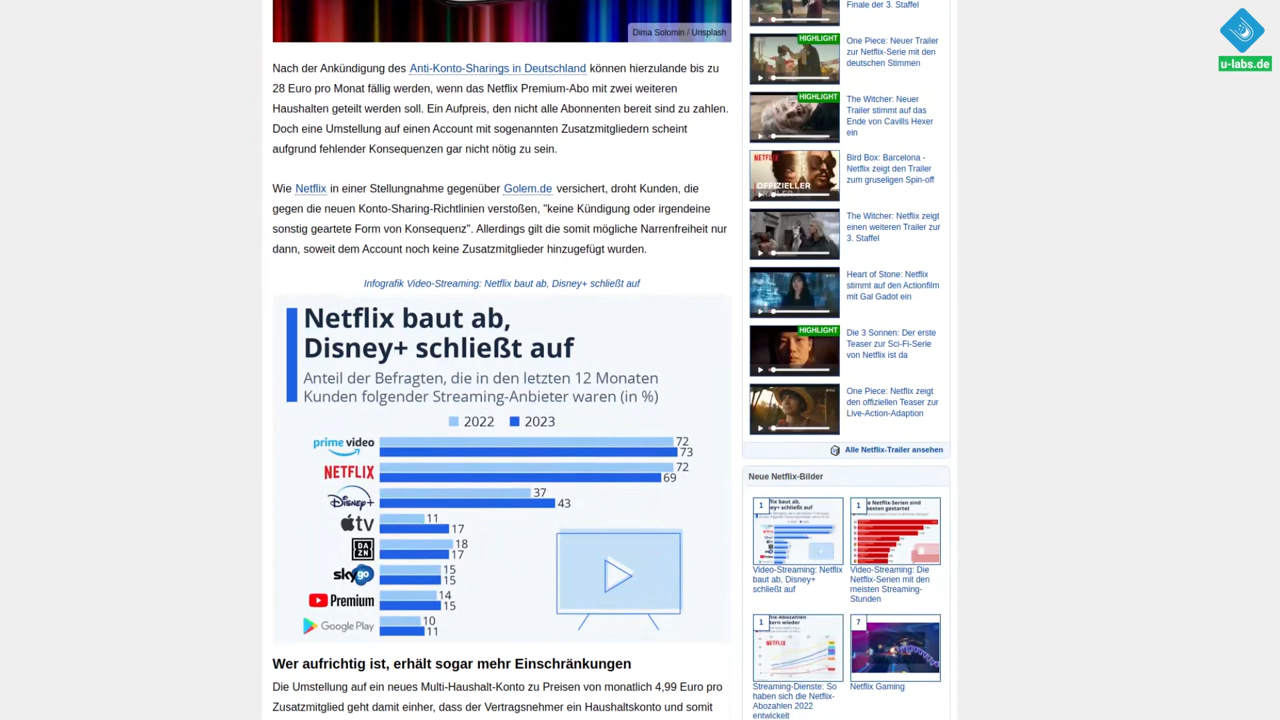 Dima Solomin / Unsplash
Nach der Ankündigung des Anti-Konto-Sharings in Deutschland können hierzulande bis zu
28 Euro pro Monat fällig werden, wenn das Netflix Premium-Abo mit zwei weiteren
Haushalten geteilt werden soll. Ein Aufpreis, den nicht alle Abonnenten bereit sind zu zahlen.
Doch eine Umstellung auf einen Account mit sogenannten Zusatzmitgliedern scheint
aufgrund fehlender Konsequenzen gar nicht nötig zu sein.
Wie Netflix in einer Stellungnahme gegenüber Golem.de versichert, droht Kunden, die
gegen die neuen Konto-Sharing-Richtlinien verstoßen, "keine Kündigung oder irgendeine
sonstig geartete Form von Konsequenz". Allerdings gilt die somit mögliche Narrenfreiheit nur
dann, soweit dem Account noch keine Zusatzmitglieder hinzugefügt wurden.
Infografik Video-Streaming: Netflix baut ab, Disney+ schließt auf
Netflix baut ab,
Disney+ schließt auf
Anteil der Befragten, die in den letzten 12 Monaten
Kunden folgender Streaming-Anbieter waren (in %)
2022 2023
prime video 72
73
NETFLIX 72
69
Disney+ 37
43
tv 11
17
DAZN 18
17
sky go 15
15
Premium 14
15
Google Play 10
11
Wer aufrichtig ist, erhält sogar mehr Einschränkungen
Die Umstellung auf ein neues Multi-Haushalt-Konto zu Preisen von monatlich 4,99 Euro pro
Zusatzmitglied geht damit einher, dass der Vertragsnehmer ein Haushaltskonto und somit
Finale der 3. Staffel
HIGHLIGHT
One Piece: Neuer Trailer
zur Netflix-Serie mit den
deutschen Stimmen
HIGHLIGHT
The Witcher: Neuer
Trailer stimmt auf das
Ende von Cavills Hexer
ein
NETFLIX
OFFIZIELLER
Bird Box: Barcelona -
Netflix zeigt den Trailer
zum gruseligen Spin-off
The Witcher: Netflix zeigt
einen weiteren Trailer zur
3. Staffel
Heart of Stone: Netflix
stimmt auf den Actionfilm
mit Gal Gadot ein
HIGHLIGHT
Die 3 Sonnen: Der erste
Teaser zur Sci-Fi-Serie
von Netflix ist da
One Piece: Netflix zeigt
den offiziellen Teaser zur
Live-Action-Adaption
Alle Netflix-Trailer ansehen
Neue Netflix-Bilder
1
1
Video-Streaming: Netflix
baut ab, Disney+
schließt auf
Video-Streaming: Die
Netflix-Serien mit den
meisten Streaming-
Stunden
1
NETFLIX
7
Streaming-Dienste: So
haben sich die Netflix-
Abozahlen 2022
entwickelt
Netflix Gaming
u-labs.de